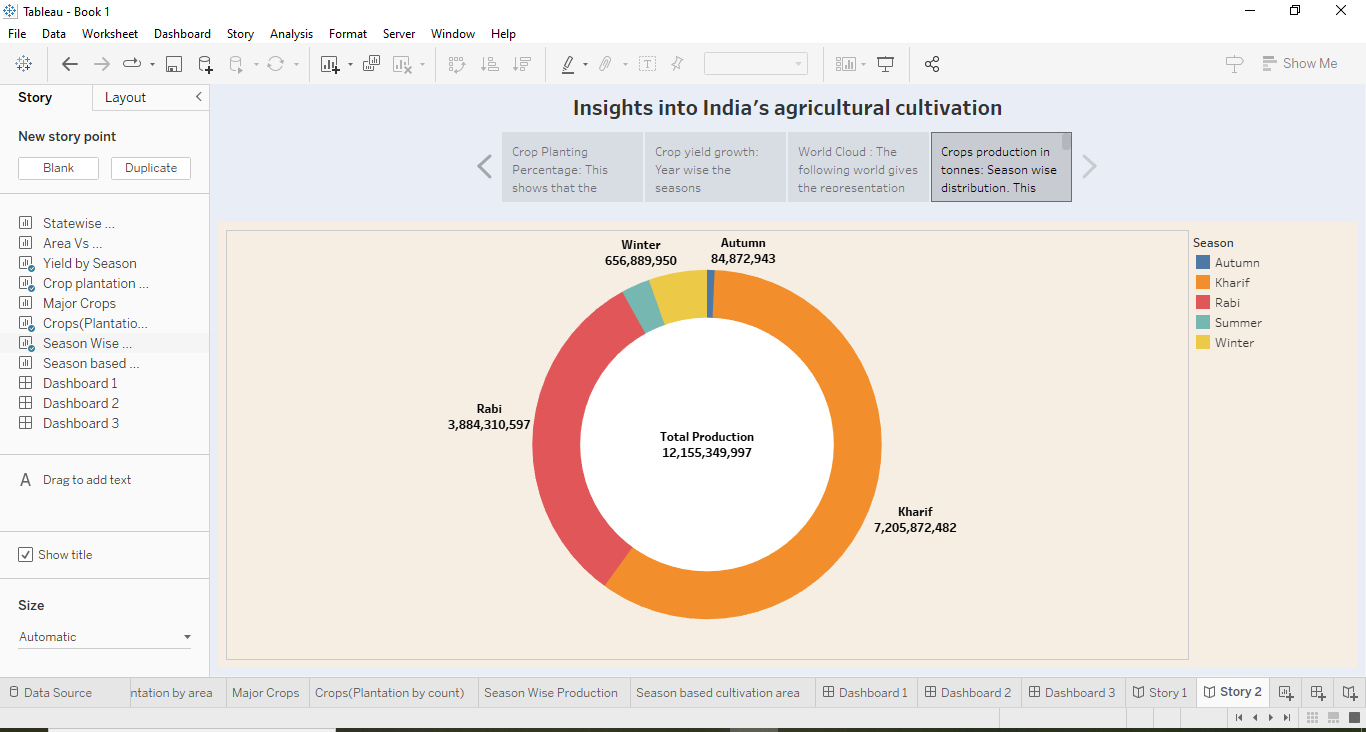 Tableau - Book 1
File Data Worksheet Dashboard Story Analysis Format Server Window Help
Show Me
Story Layout
New story point
Blank Duplicate
Statewise ...
Area Vs ...
Yield by Season
Crop plantation ...
Major Crops
Crops(Plantatio...
Season Wise ...
Season based ...
Dashboard 1
Dashboard 2
Dashboard 3
A Drag to add text
Show title
Size
Automatic
Insights into India's agricultural cultivation
Crop Planting
Percentage: This
shows that the
Crop yield growth:
Year wise the
seasons
World Cloud : The
following world gives
the representation
Crops production in
tonnes: Season wise
distribution. This
Winter
656,889,950
Autumn
84,872,943
Rabi
3,884,310,597
Total Production
12,155,349,997
Kharif
7,205,872,482
Season
Autumn
Kharif
Rabi
Summer
Winter
Data Source ntation by area Major Crops Crops(Plantation by count) Season Wise Production Season based cultivation area Dashboard 1 Dashboard 2 Dashboard 3 Story 1 Story 2